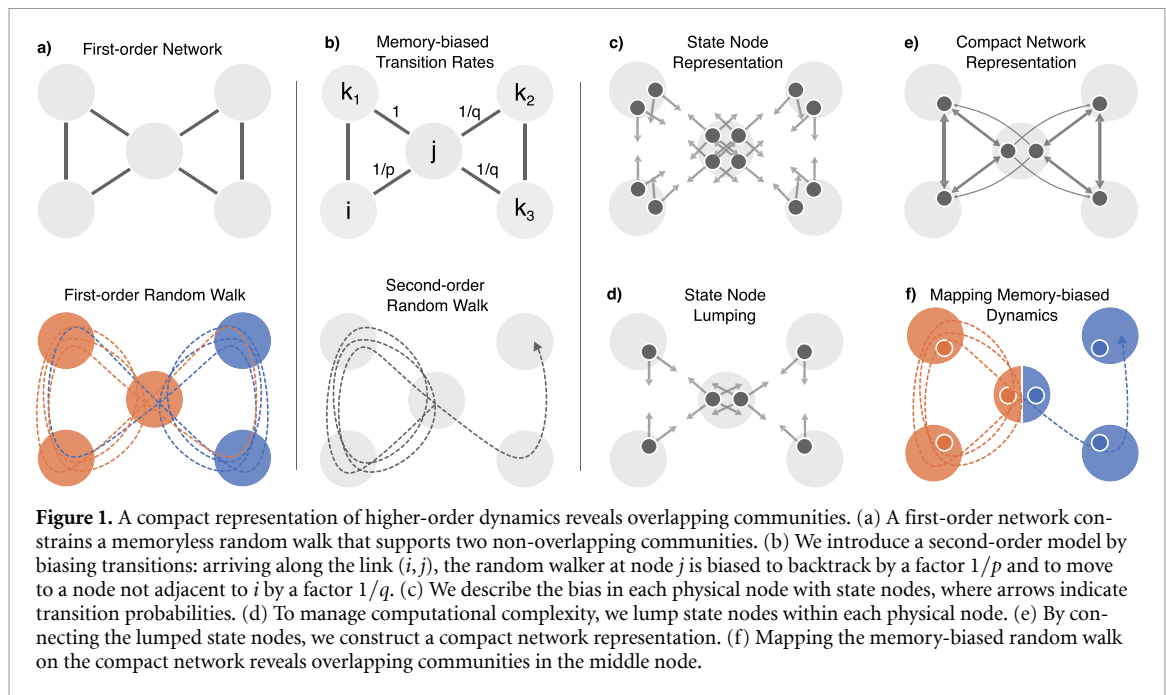 a) First-order Network
b) Memory-biased
Transition Rates
k1 1 1/q k2
j
1/p 1/q
i k3
c) State Node
Representation
e) Compact Network
Representation
First-order Random Walk
Second-order
Random Walk
d) State Node
Lumping
f) Mapping Memory-biased
Dynamics
Figure 1. A compact representation of higher-order dynamics reveals overlapping communities. (a) A first-order network con-
strains a memoryless random walk that supports two non-overlapping communities. (b) We introduce a second-order model by
biasing transitions: arriving along the link (i, j), the random walker at node j is biased to backtrack by a factor 1/p and to move
to a node not adjacent to i by a factor 1/q. (c) We describe the bias in each physical node with state nodes, where arrows indicate
transition probabilities. (d) To manage computational complexity, we lump state nodes within each physical node. (e) By con-
necting the lumped state nodes, we construct a compact network representation. (f) Mapping the memory-biased random walk
on the compact network reveals overlapping communities in the middle node.